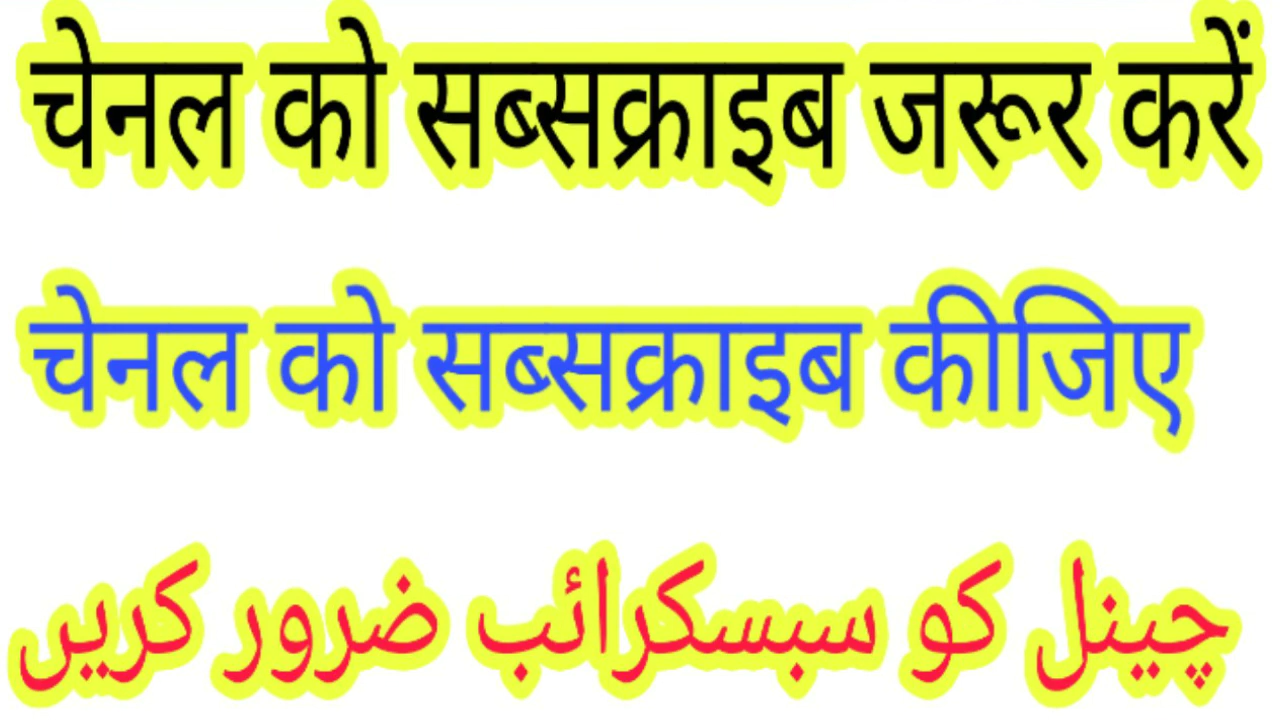 चेनल को सब्सक्राइब जरूर करें
चेनल को सब्सक्राइब कीजिए
چینل کو سبسکرائب ضرور کریں